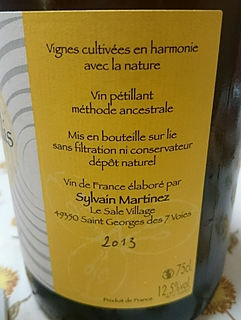 Vignes cultivées en harmonie
avec la nature
Vin pétillant
méthode ancestrale
Mis en bouteille sur lie
sans filtration ni conservateur
dépôt naturel
Vin de France élaboré par
Sylvain Martinez
Le Sale Village
49350 Saint Georges des 7 Voies
2013
75cl
12,5%vol
Produit de France